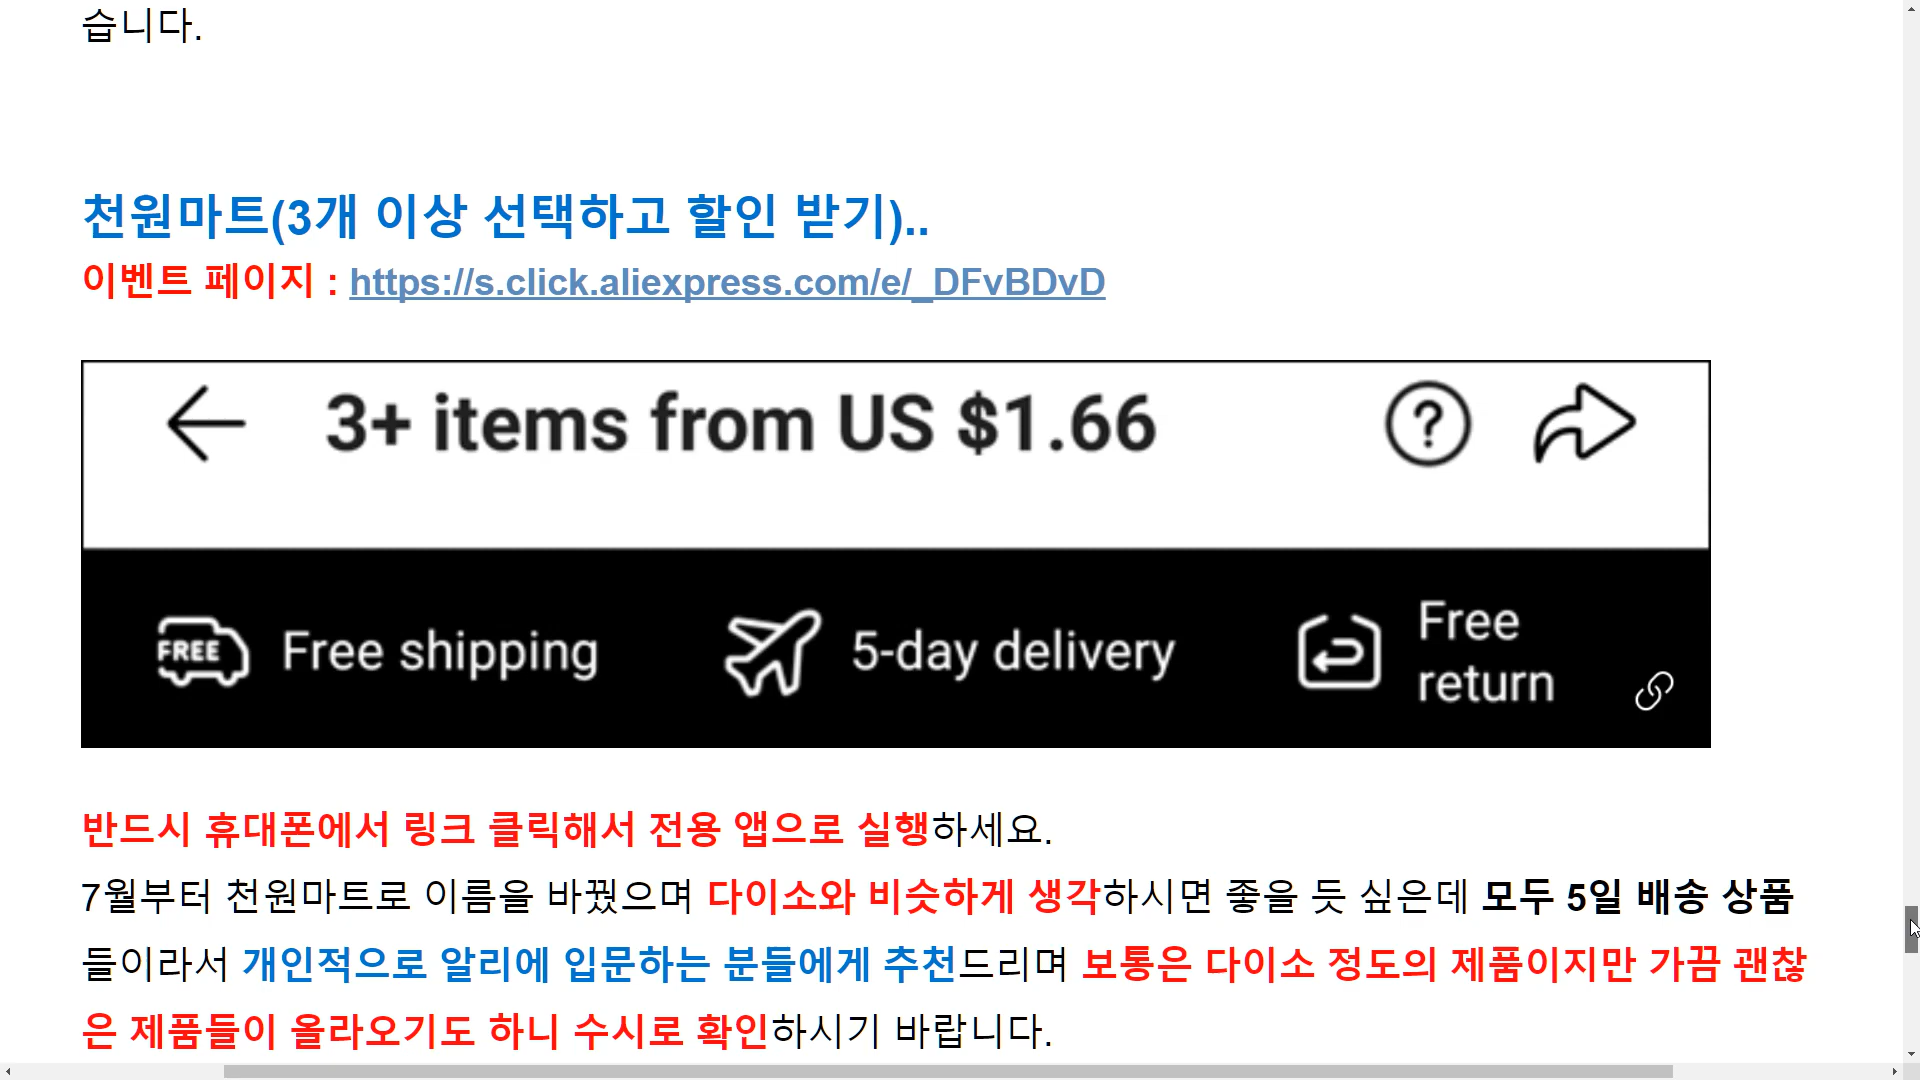 습니다.
천원마트(3개 이상 선택하고 할인 받기)..
이벤트 페이지 : https://s.click.aliexpress.com/e/_DFvBDvD
3+ items from US $1.66
?
FREE Free shipping
5-day delivery
Free
return
반드시 휴대폰에서 링크 클릭해서 전용 앱으로 실행하세요.
7월부터 천원마트로 이름을 바꿨으며 다이소와 비슷하게 생각하시면 좋을 듯 싶은데 모두 5일 배송 상품
들이라서 개인적으로 알리에 입문하는 분들에게 추천드리며 보통은 다이소 정도의 제품이지만 가끔 괜찮
은 제품들이 올라오기도 하니 수시로 확인하시기 바랍니다.